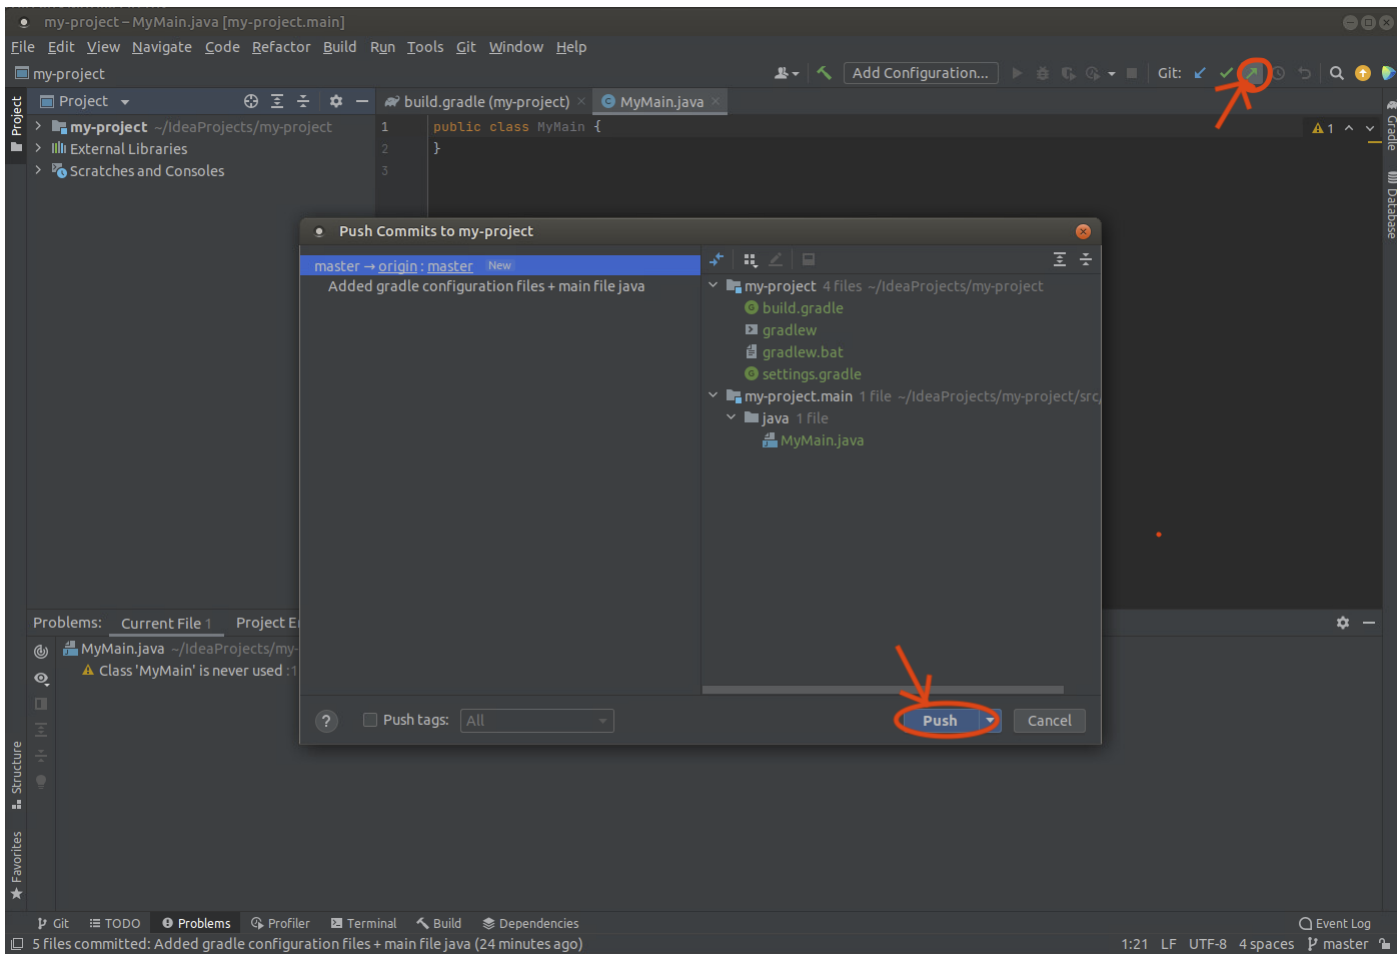 my-project – MyMain.java [my-project.main]
File Edit View Navigate Code Refactor Build Run Tools Git Window Help
my-project
Add Configuration...
Git:
Project
build.gradle (my-project)
MyMain.java
Project
my-project ~/IdeaProjects/my-project
External Libraries
Scratches and Consoles
1 public class MyMain {
2 }
3
1
Gradle
Database
Push Commits to my-project
master → origin : master New
Added gradle configuration files + main file java
my-project 4 files ~/IdeaProjects/my-project
build.gradle
gradlew
gradlew.bat
settings.gradle
my-project.main 1 file ~/IdeaProjects/my-project/src/
java 1 file
MyMain.java
? Push tags: All
Push
Cancel
Problems: Current File 1 Project E
MyMain.java ~/IdeaProjects/my-
Class 'MyMain' is never used :1
Structure
Favorites
Git TODO Problems Profiler Terminal Build Dependencies
Event Log
5 files committed: Added gradle configuration files + main file java (24 minutes ago)
1:21 LF UTF-8 4 spaces master